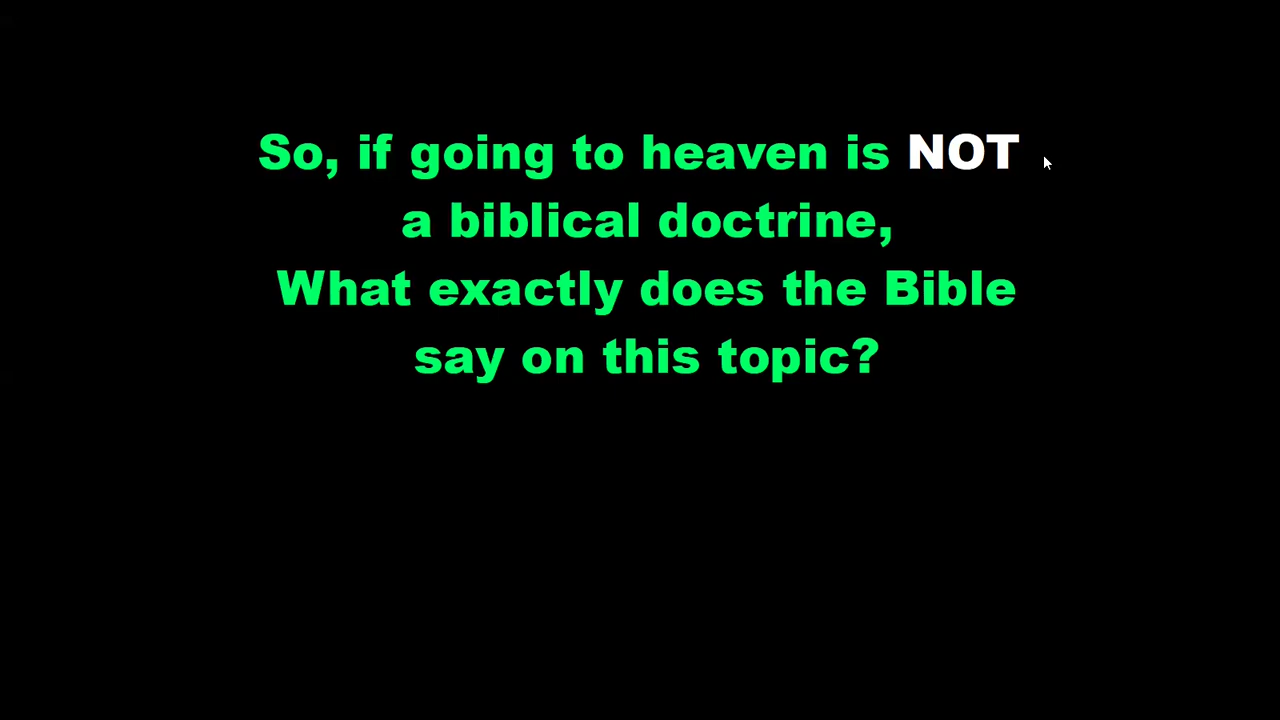 So, if going to heaven is NOT
a biblical doctrine,
What exactly does the Bible
say on this topic?